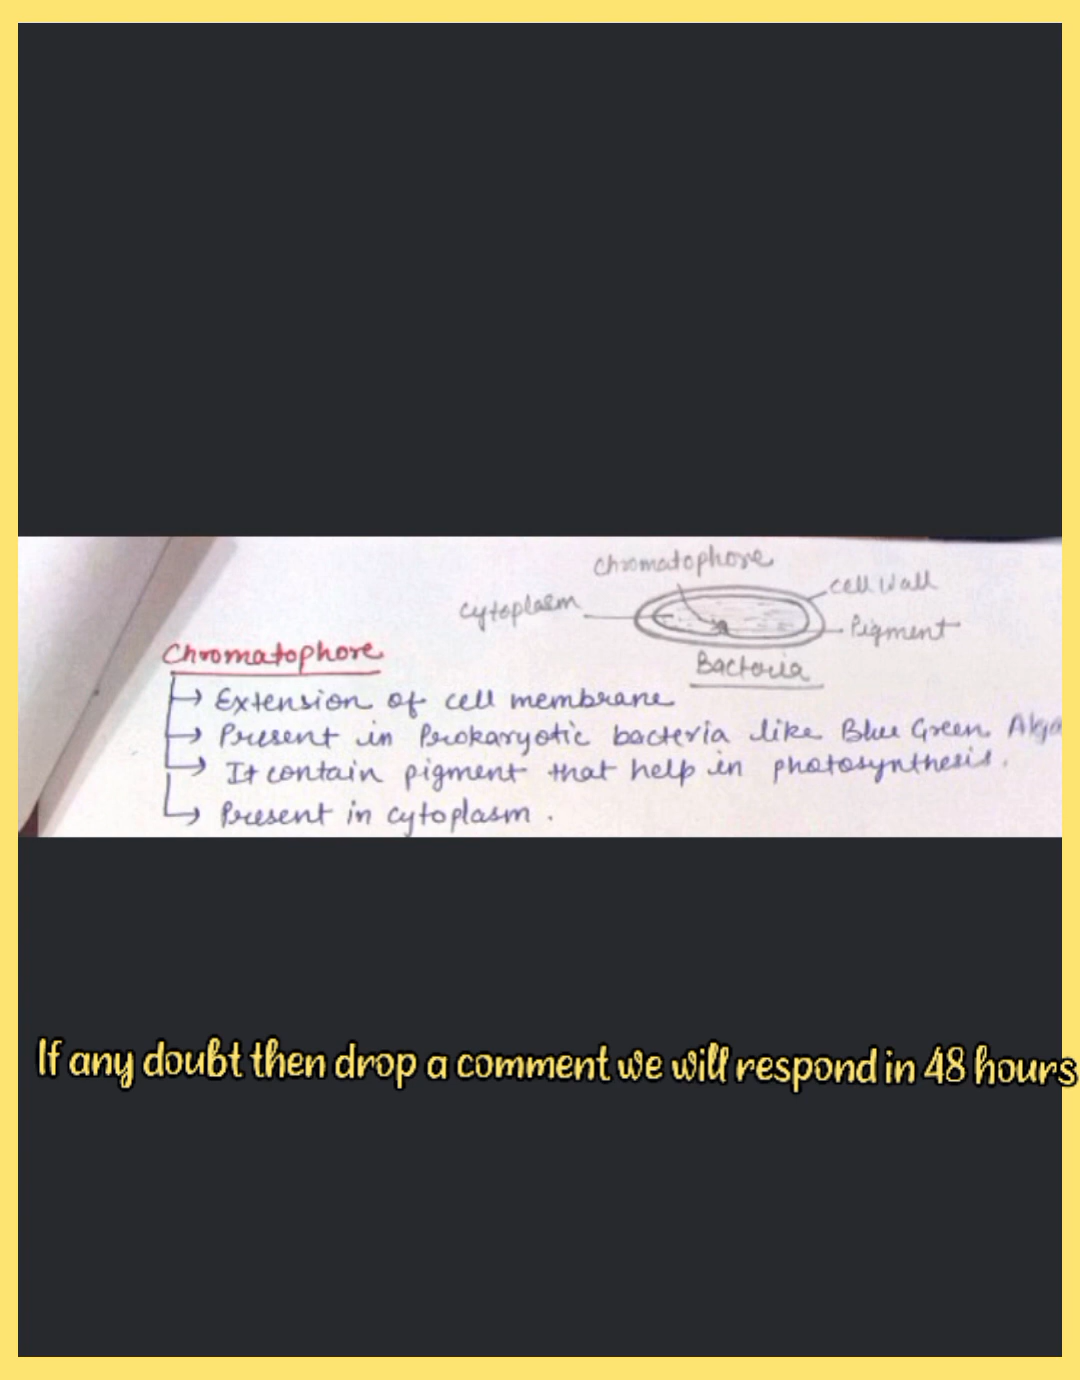 Chromatophore
cell wall
cytoplasm
Pigment
Bacteria
Chromatophore
Extension of cell membrane
Present in Prokaryotic bacteria like Blue Green Alga
It contain pigment that help in photosynthesis.
Present in cytoplasm.
If any doubt then drop a comment we will respond in 48 hours